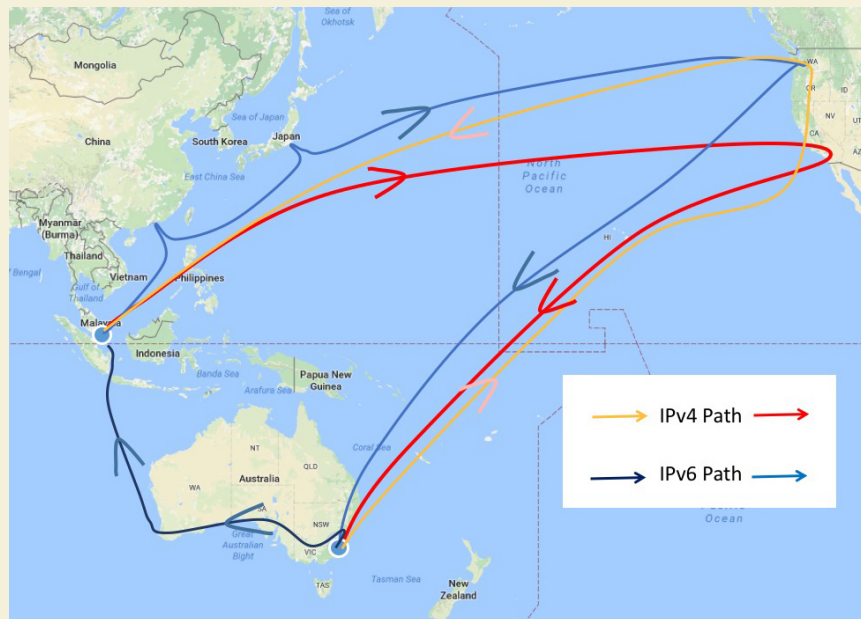 Sea of
Okhotsk
Mongolia
WA
OR
ID
Sea of Japan
NV
UT
China
South Korea
Japan
CA
AZ
East China Sea
North
Pacific
Ocean
Myanmar
(Burma)
of Bengal
Thailand
HI
Vietnam
Philippines
Gulf of
Thailand
Malaysia
Indonesia
Banda Sea
Papua New
Guinea
Arafura Sea
IPv4 Path
Coral Sea
NT
QLD
IPv6 Path
WA
Australia
SA
NSW
Ocean
Great
Australian
Bight
VIC
TAS
Tasman Sea
New
Zealand